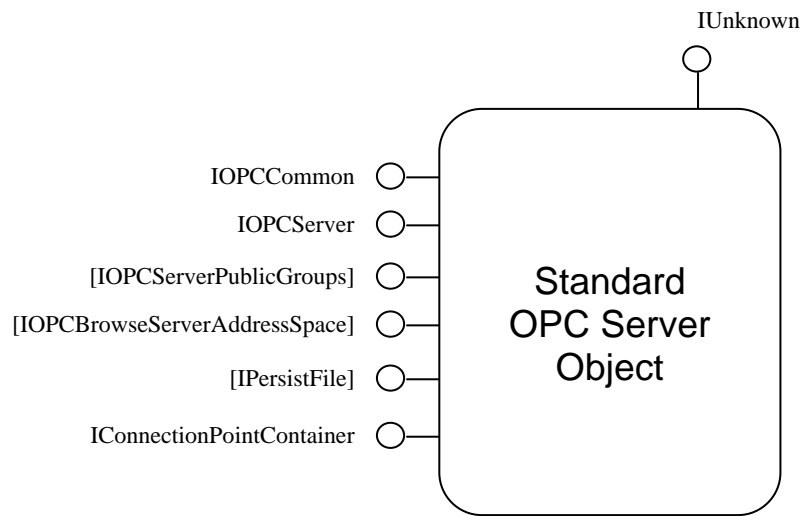 IUnknown
IOPCCommon
IOPCServer
[IOPCServerPublicGroups]
[IOPCBrowseServerAddressSpace]
[IPersistFile]
IConnectionPointContainer
Standard
OPC Server
Object